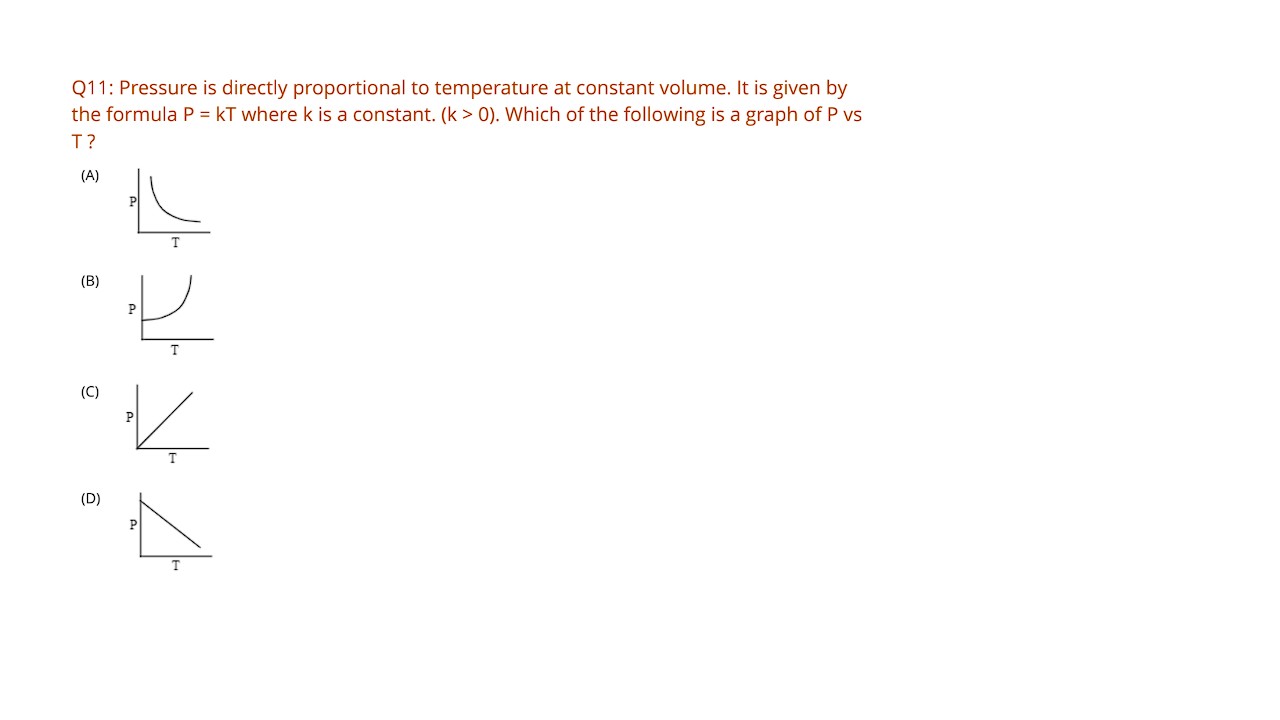 Q11: Pressure is directly proportional to temperature at constant volume. It is given by
the formula P = kT where k is a constant. (k > 0). Which of the following is a graph of P vs
T ?
(A)
P
T
(B)
P
T
(C)
P
T
(D)
P
T